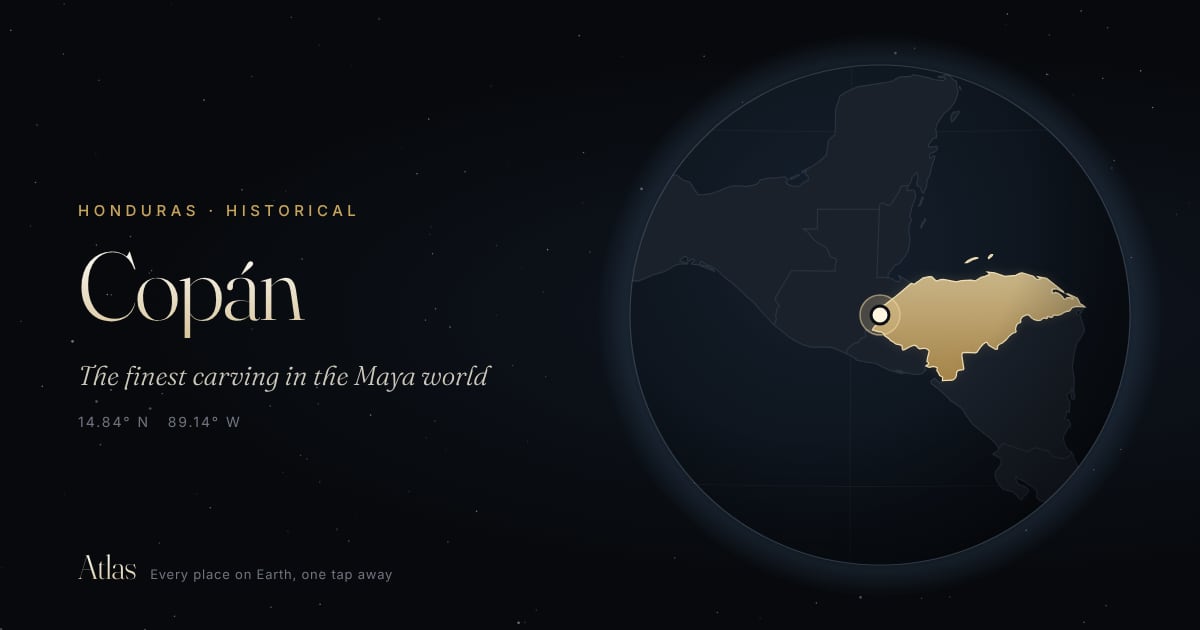 HONDURAS · HISTORICAL
Copán
The finest carving in the Maya world
14.84° N 89.14° W
Atlas Every place on Earth, one tap away